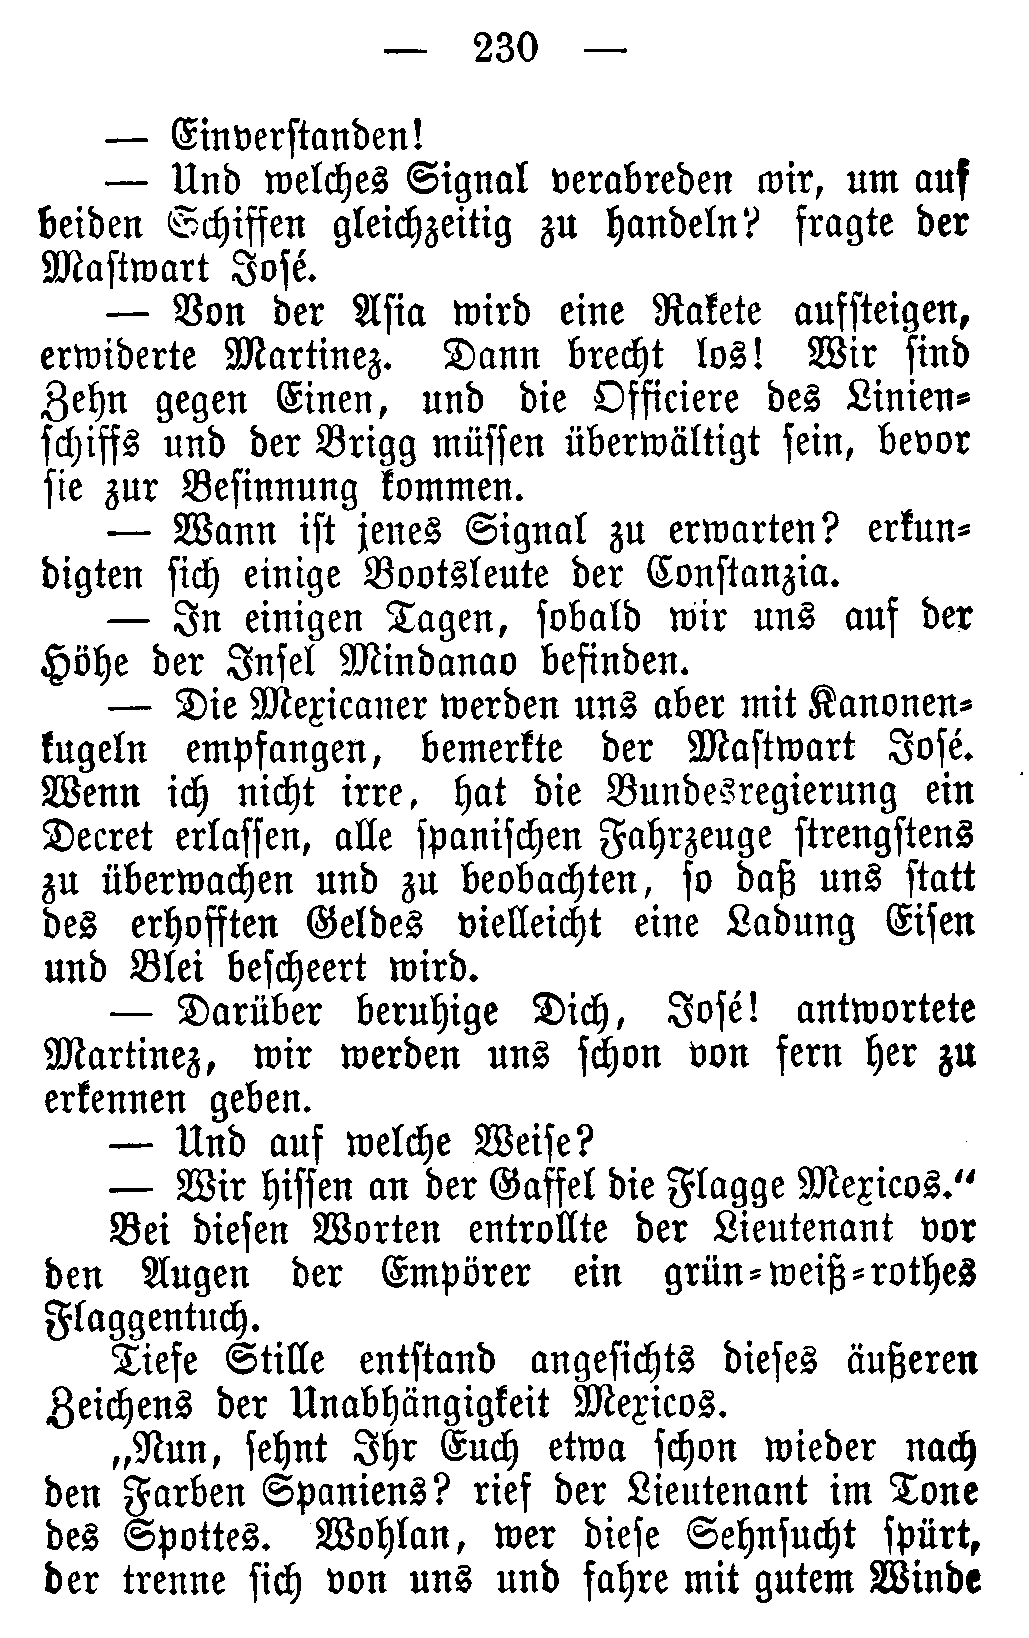 — 230 —
— Einverstanden!
— Und welches Signal verabreden wir, um auf
beiden Schiffen gleichzeitig zu handeln? fragte der
Mastwart José.
— Von der Asia wird eine Rakete aufsteigen,
erwiderte Martinez. Dann brecht los! Wir sind
Zehn gegen Einen, und die Officiere des Linien-
schiffs und der Brigg müssen überwältigt sein, bevor
sie zur Besinnung kommen.
— Wann ist jenes Signal zu erwarten? erkun-
digten sich einige Bootsleute der Constanzia.
— In einigen Tagen, sobald wir uns auf der
Höhe der Insel Mindanao befinden.
— Die Mexicaner werden uns aber mit Kanonen-
kugeln empfangen, bemerkte der Mastwart José.
Wenn ich nicht irre, hat die Bundesregierung ein
Decret erlassen, alle spanischen Fahrzeuge strengstens
zu überwachen und zu beobachten, so daß uns statt
des erhofften Geldes vielleicht eine Ladung Eisen
und Blei bescheert wird.
— Darüber beruhige Dich, José! antwortete
Martinez, wir werden uns schon von fern her zu
erkennen geben.
— Und auf welche Weise?
— Wir hissen an der Gaffel die Flagge Mexicos.“
Bei diesen Worten entrollte der Lieutenant vor
den Augen der Empörer ein grün-weiß-rothes
Flaggentuch.
Tiefe Stille entstand angesichts dieses äußeren
Zeichens der Unabhängigkeit Mexicos.
„Nun, sehnt Ihr Euch etwa schon wieder nach
den Farben Spaniens? rief der Lieutenant im Tone
des Spottes. Wohlan, wer diese Sehnsucht spürt,
der trenne sich von uns und fahre mit gutem Winde